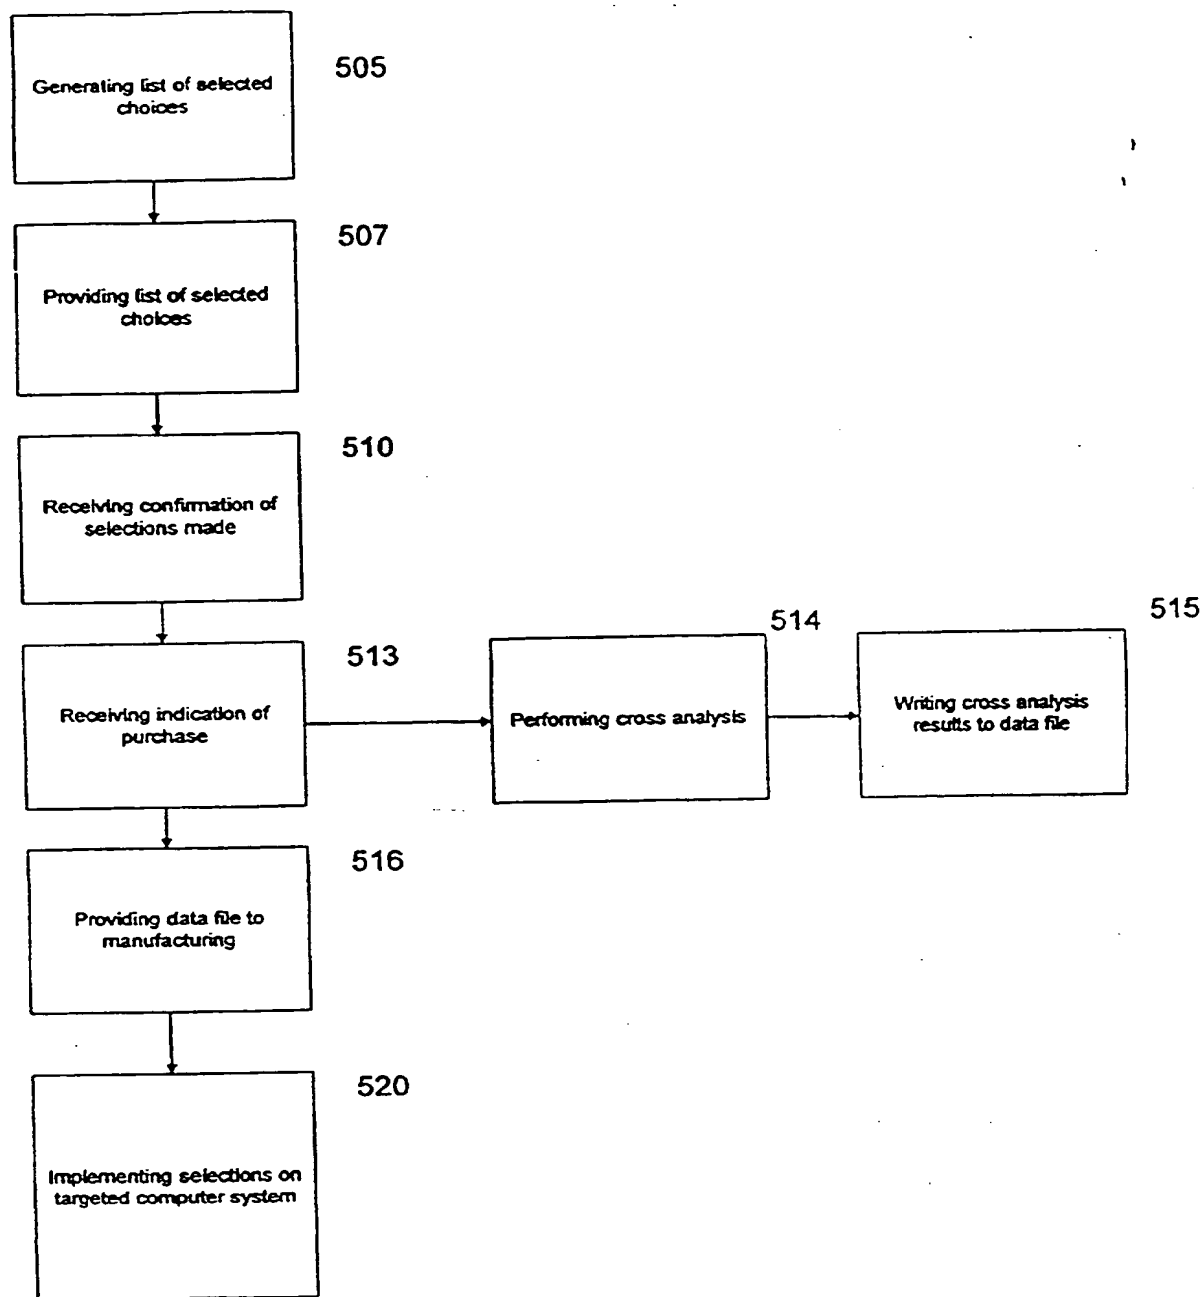 505
Generating list of selected
choices
507
Providing list of selected
choices
510
Receiving confirmation of
selections made
513
Receiving indication of
purchase
514
Performing cross analysis
515
Writing cross analysis
results to data file
516
Providing data file to
manufacturing
520
Implementing selections on
targeted computer system